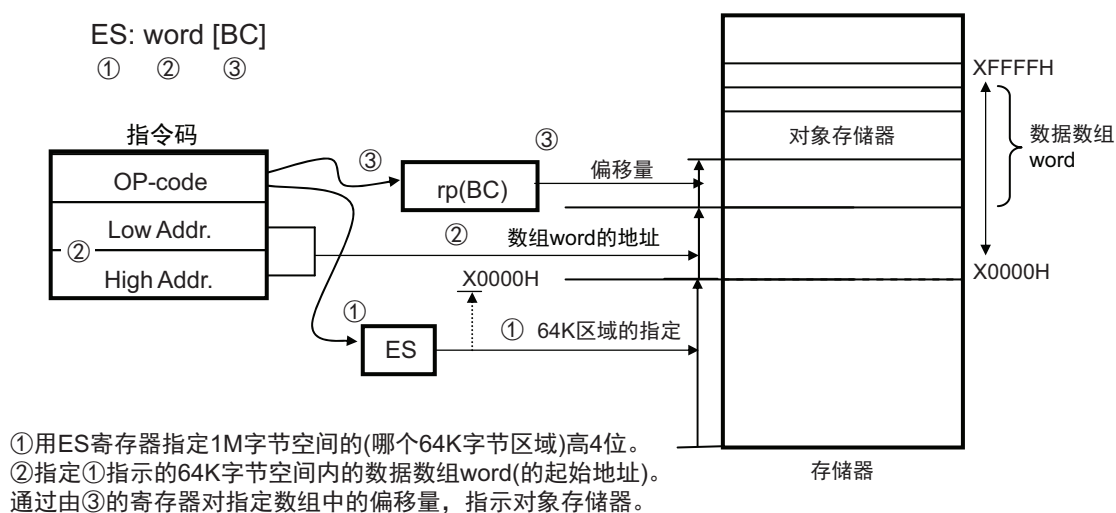 ES: word [BC]
① ② ③
指令码
OP-code
Low Addr.
②
High Addr.
③
rp(BC)
③
偏移量
② 数组word的地址
X0000H
①
ES
① 64K区域的指定
XFFFFH
对象存储器
数据数组
word
X0000H
存储器
①用ES寄存器指定1M字节空间的(哪个64K字节区域)高4位。
②指定①指示的64K字节空间内的数据数组word(的起始地址)。
通过由③的寄存器对指定数组中的偏移量，指示对象存储器。